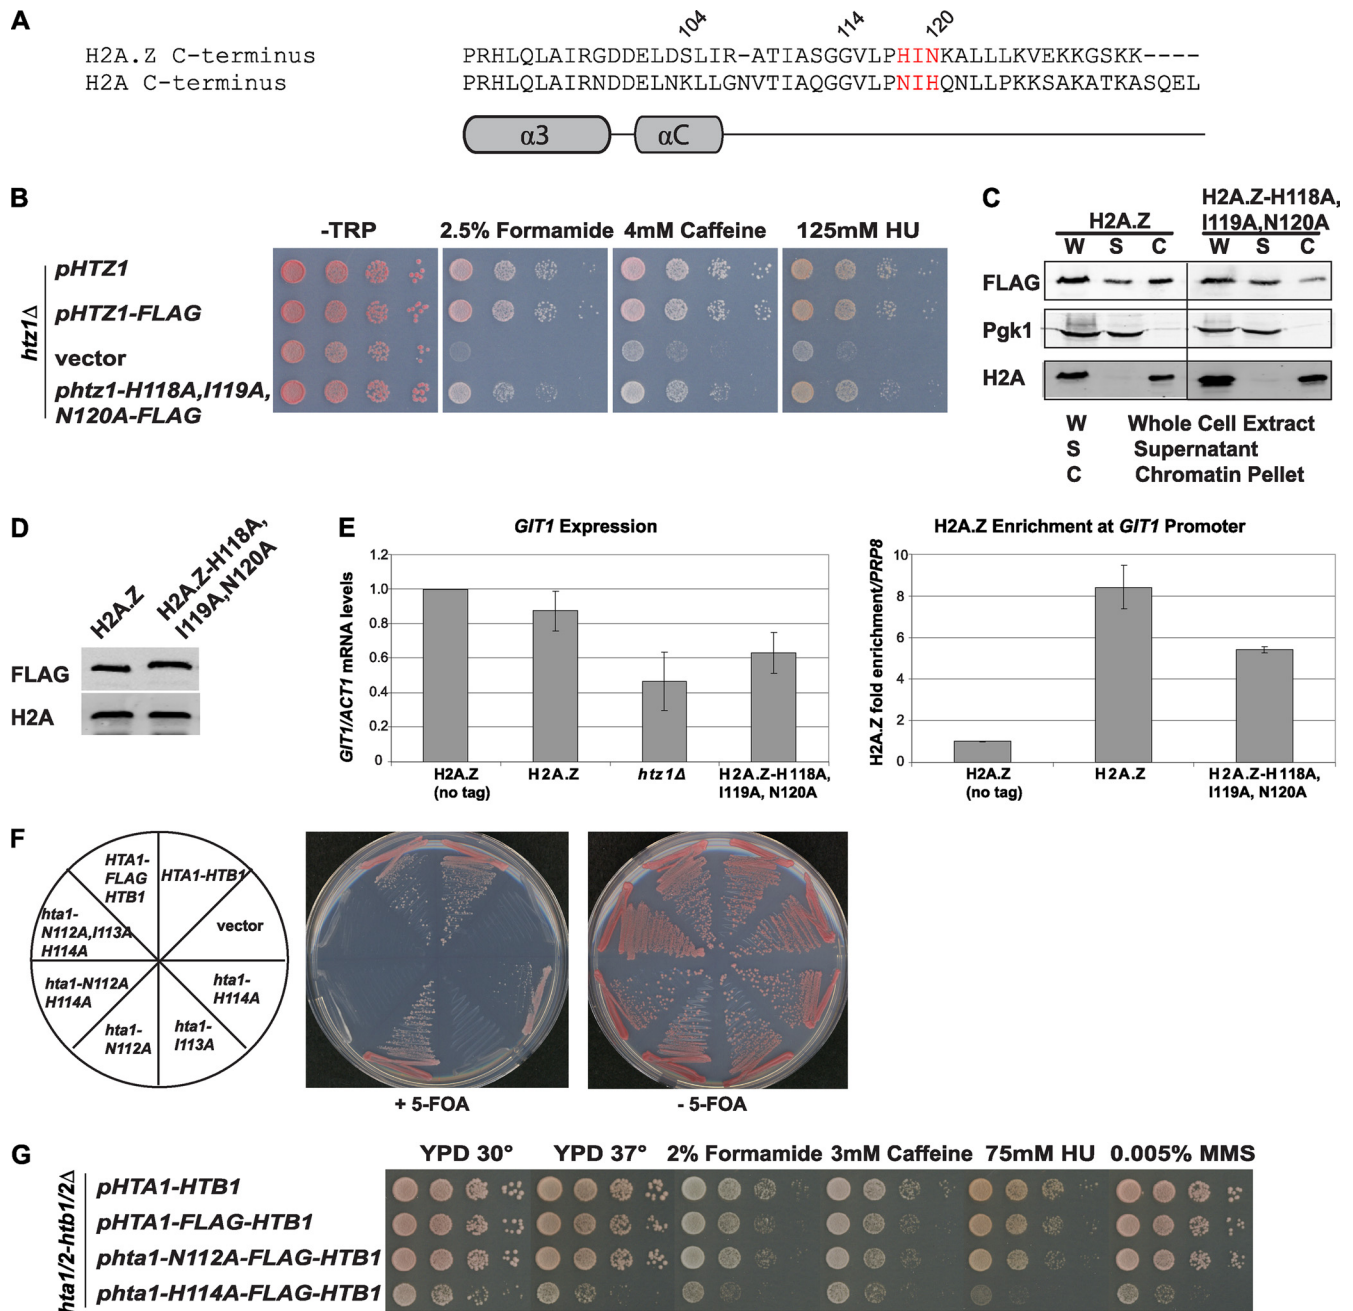 A
104 114 120
H2A.Z C-terminus PRHLQLAIRGDDELDSLIR-ATIASGGVLPHINKALLLKVEKKGSKK----
H2A C-terminus PRHLQLAIRNDDELNKLLGNVTIAQGGVLPNIHQNLLPKKSAKATKASQEL
α3 αC
B
-TRP 2.5% Formamide 4mM Caffeine 125mM HU
htz1Δ
pHTZ1
pHTZ1-FLAG
vector
phtz1-H118A,I119A,
N120A-FLAG
C
H2A.Z
H2A.Z-H118A,
I119A,N120A
W S C W S C
FLAG
Pgk1
H2A
W Whole Cell Extract
S Supernatant
C Chromatin Pellet
D
H2A.Z
H2A.Z-H118A,
I119A,N120A
FLAG
H2A
E
GIT1 Expression
GIT1/ACT1 mRNA levels
1.2
1.0
0.8
0.6
0.4
0.2
0
H2A.Z
(no tag)
H2A.Z
htz1Δ
H2A.Z-H118A,
I119A, N120A
H2A.Z Enrichment at GIT1 Promoter
H2A.Z fold enrichment/PRP8
10
8
6
4
2
0
H2A.Z
(no tag)
H2A.Z
H2A.Z-H118A,
I119A, N120A
F
HTA1-
FLAG
HTB1
HTA1-HTB1
vector
hta1-
H114A
hta1-
I113A
hta1-
N112A
hta1-N112A
H114A
hta1-
N112A,I113A
H114A
+ 5-FOA
- 5-FOA
G
YPD 30° YPD 37° 2% Formamide 3mM Caffeine 75mM HU 0.005% MMS
hta1/2-htb1/2Δ
pHTA1-HTB1
pHTA1-FLAG-HTB1
phta1-N112A-FLAG-HTB1
phta1-H114A-FLAG-HTB1